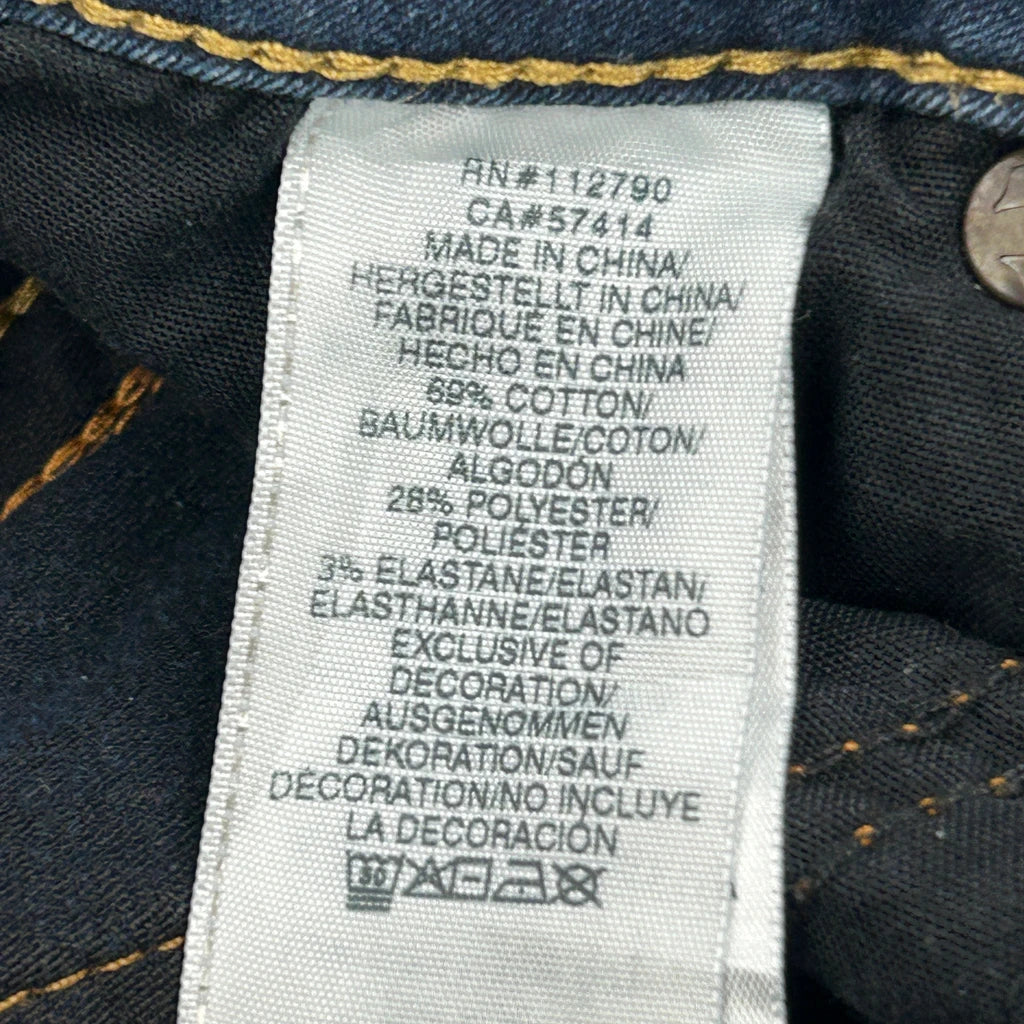 RN#112790
CA#57414
MADE IN CHINA/
HERGESTELLT IN CHINA/
FABRIQUÉ EN CHINE/
HECHO EN CHINA
69% COTTON/
BAUMWOLLE/COTON/
ALGODÓN
28% POLYESTER/
POLIÉSTER
3% ELASTANE/ELASTAN/
ELASTHANNE/ELASTANO
EXCLUSIVE OF
DECORATION/
AUSGENOMMEN
DEKORATION/SAUF
DÉCORATION/NO INCLUYE
LA DECORACIÓN
30